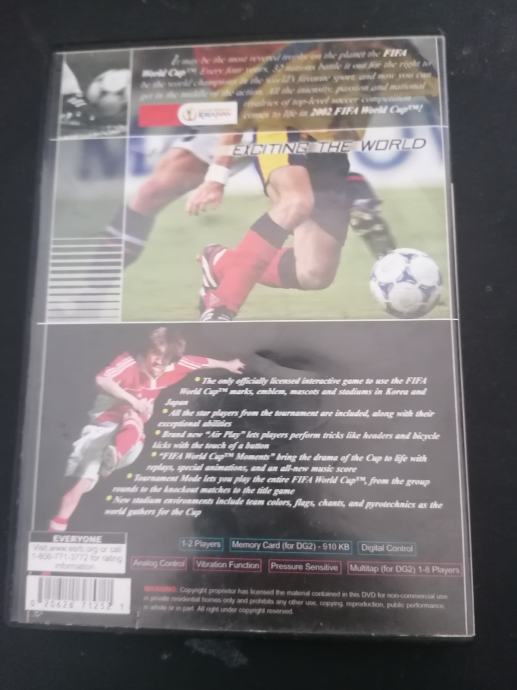 It may be the most revered trophy on the planet the FIFA
World Cup™ Every four years, 32 nations battle it out for the right to
be the world champions in the world's favorite sport, and now you can
get in the middle of the action. All the intensity, passion and national
rivalries of top-level soccer competition
comes to life in 2002 FIFA World Cup™!
KOREAJAPAN
EXCITING THE WORLD
The only officially licensed interactive game to use the FIFA
World Cup™ marks, emblem, mascots and stadiums in Korea and
Japan
All the star players from the tournament are included, along with their
exceptional abilities
Brand new "Air Play" lets players perform tricks like headers and bicycle
kicks with the touch of a button
"FIFA World Cup™ Moments" bring the drama of the Cup to life with
replays, special animations, and an all-new music score
Tournament Mode lets you play the entire FIFA World Cup™, from the group
rounds to the knockout matches to the title game
New stadium environments include team colors, flags, chants, and pyrotechnics as the
world gathers for the Cup
EVERYONE
Visit www.esrb.org or call
1-800-771-3772 for rating
information
1-2 Players
Memory Card (for DG2) - 910 KB
Digital Control
Analog Control
Vibration Function
Pressure Sensitive
Multitap (for DG2) 1-8 Players
WARNING: Copyright proprietor has licensed the material contained in this DVD for non-commercial use
in private residential homes only and prohibits any other use, copying, reproduction, public performance,
in whole or in part. All right under copyright reserved.